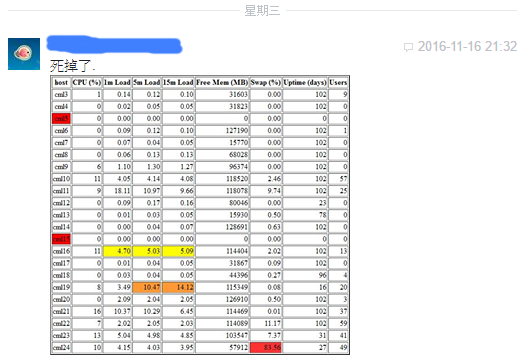 星期三
2016-11-16 21:32
死掉了.
host CPU (%) 1m Load 5m Load 15m Load Free Mem (MB) Swap (%) Uptime (days) Users
cml3 1 0.14 0.12 0.10 31603 0.00 102 9
cml4 0 0.02 0.05 0.05 31823 0.00 102 0
cml5 0 0.00 0.00 0.00 0 0.00 0 0
cml6 0 0.09 0.12 0.10 127190 0.00 102 1
cml7 0 0.07 0.04 0.05 15770 0.00 102 0
cml8 0 0.06 0.13 0.13 68028 0.00 102 0
cml9 6 1.10 1.30 1.27 96374 0.00 102 0
cml10 11 4.05 4.14 4.08 118520 2.46 102 57
cml11 9 18.11 10.97 9.66 118078 9.74 102 25
cml12 0 0.09 0.17 0.16 80046 0.00 23 0
cml13 0 0.01 0.03 0.05 15930 0.50 78 0
cml14 0 0.00 0.04 0.07 128691 0.63 102 0
cml15 0 0.00 0.00 0.00 0 0.00 0 0
cml16 11 4.70 5.03 5.09 114404 2.02 102 13
cml17 0 0.01 0.04 0.05 31867 0.09 102 0
cml18 0 0.03 0.04 0.05 44396 0.27 96 4
cml19 8 3.49 10.47 14.12 115349 0.08 16 20
cml20 0 2.09 2.04 2.05 126910 0.50 102 3
cml21 16 10.37 10.29 6.45 114469 0.01 102 37
cml22 7 2.02 2.05 2.03 114089 11.17 102 59
cml23 13 5.04 4.98 4.85 103547 7.37 31 41
cml24 10 4.15 4.03 3.95 57912 83.56 27 49